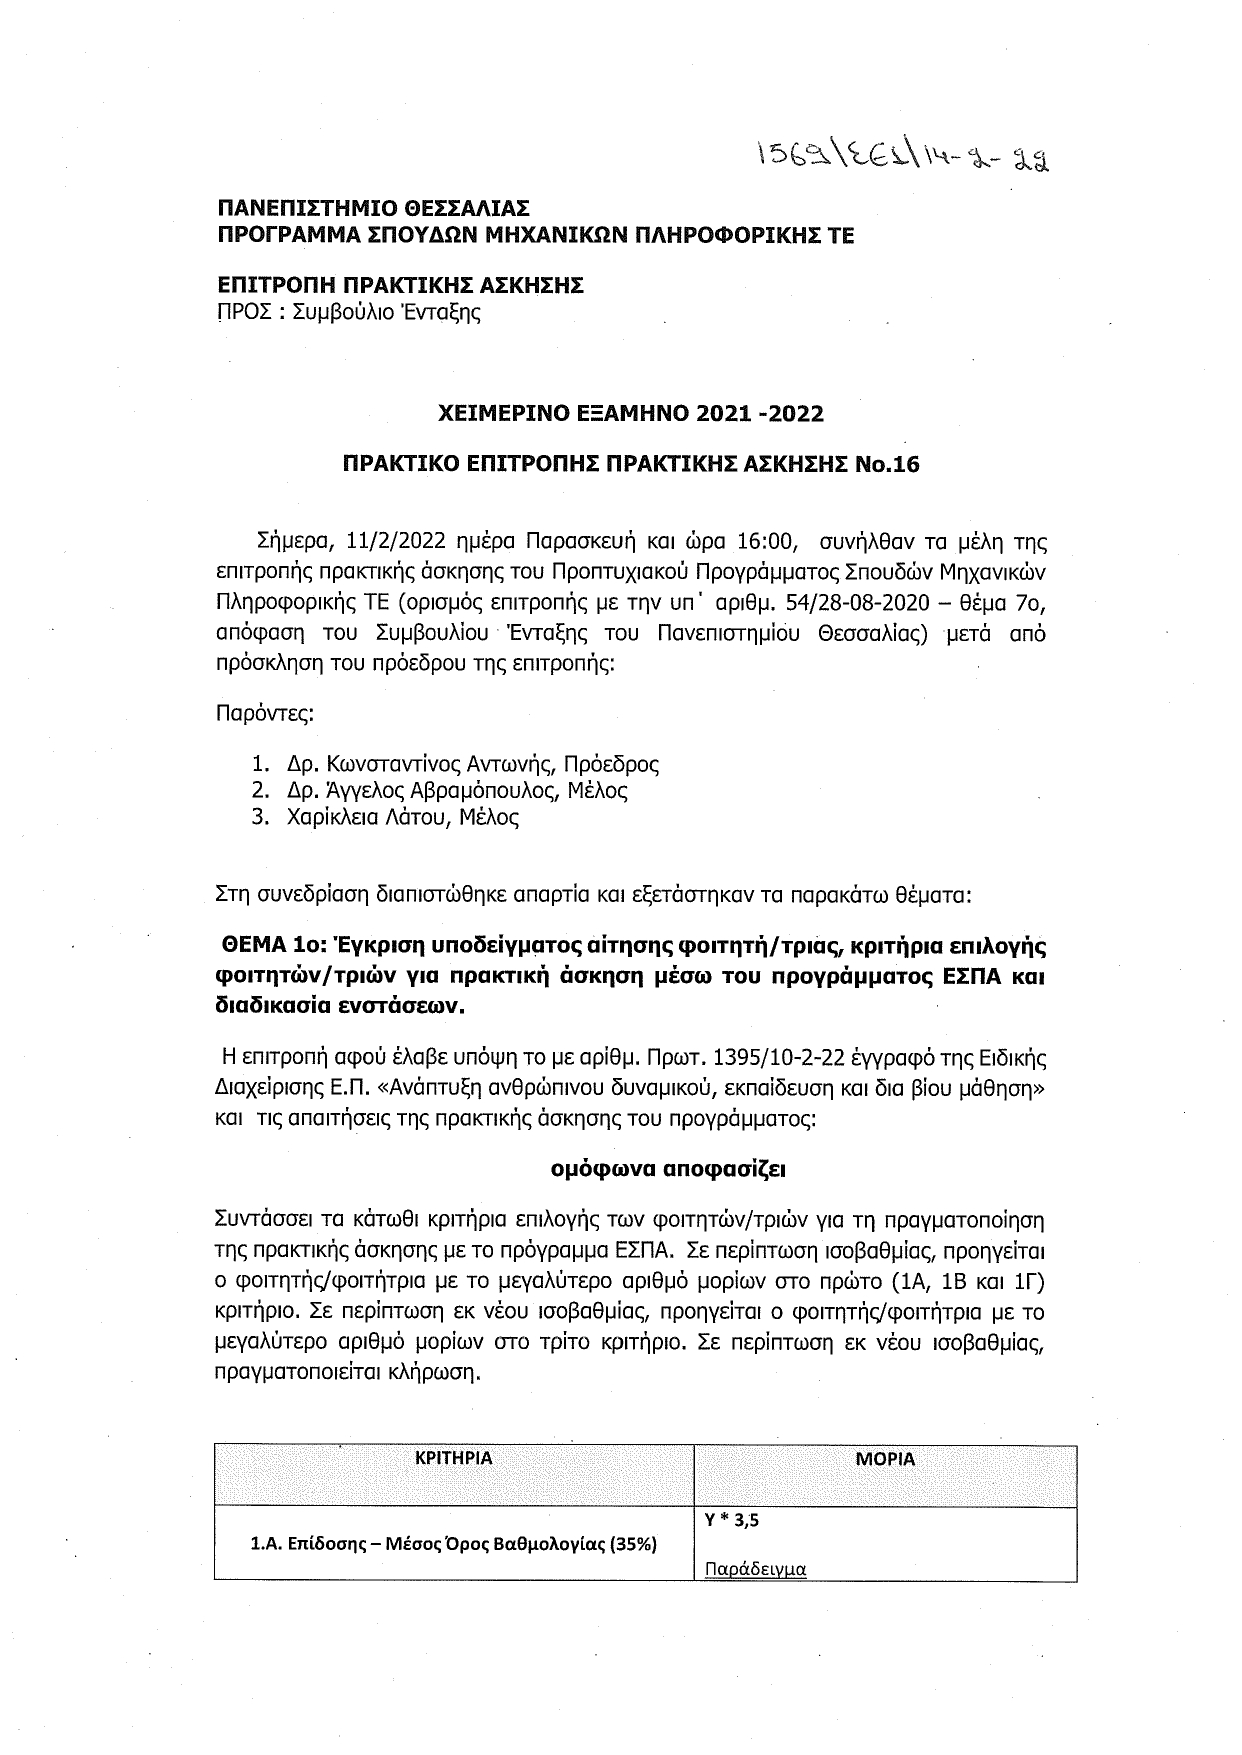 1569\ΣΕ1\14-2-22
ΠΑΝΕΠΙΣΤΗΜΙΟ ΘΕΣΣΑΛΙΑΣ
ΠΡΟΓΡΑΜΜΑ ΣΠΟΥΔΩΝ ΜΗΧΑΝΙΚΩΝ ΠΛΗΡΟΦΟΡΙΚΗΣ ΤΕ
ΕΠΙΤΡΟΠΗ ΠΡΑΚΤΙΚΗΣ ΑΣΚΗΣΗΣ
ΠΡΟΣ : Συμβούλιο Ένταξης
ΧΕΙΜΕΡΙΝΟ ΕΞΑΜΗΝΟ 2021 -2022
ΠΡΑΚΤΙΚΟ ΕΠΙΤΡΟΠΗΣ ΠΡΑΚΤΙΚΗΣ ΑΣΚΗΣΗΣ Νο.16
Σήμερα, 11/2/2022 ημέρα Παρασκευή και ώρα 16:00, συνήλθαν τα μέλη της
επιτροπής πρακτικής άσκησης του Προπτυχιακού Προγράμματος Σπουδών Μηχανικών
Πληροφορικής ΤΕ (ορισμός επιτροπής με την υπ΄ αριθμ. 54/28-08-2020 – θέμα 7ο,
απόφαση του Συμβουλίου Ένταξης του Πανεπιστημίου Θεσσαλίας) μετά από
πρόσκληση του πρόεδρου της επιτροπής:
Παρόντες:
1. Δρ. Κωνσταντίνος Αντωνής, Πρόεδρος
2. Δρ. Άγγελος Αβραμόπουλος, Μέλος
3. Χαρίκλεια Λάτου, Μέλος
Στη συνεδρίαση διαπιστώθηκε απαρτία και εξετάστηκαν τα παρακάτω θέματα:
ΘΕΜΑ 1ο: Έγκριση υποδείγματος αίτησης φοιτητή/τριας, κριτήρια επιλογής
φοιτητών/τριών για πρακτική άσκηση μέσω του προγράμματος ΕΣΠΑ και
διαδικασία ενστάσεων.
Η επιτροπή αφού έλαβε υπόψη το με αρίθμ. Πρωτ. 1395/10-2-22 έγγραφό της Ειδικής
Διαχείρισης Ε.Π. «Ανάπτυξη ανθρώπινου δυναμικού, εκπαίδευση και δια βίου μάθηση»
και τις απαιτήσεις της πρακτικής άσκησης του προγράμματος:
ομόφωνα αποφασίζει
Συντάσσει τα κάτωθι κριτήρια επιλογής των φοιτητών/τριών για τη πραγματοποίηση
της πρακτικής άσκησης με το πρόγραμμα ΕΣΠΑ. Σε περίπτωση ισοβαθμίας, προηγείται
ο φοιτητής/φοιτήτρια με το μεγαλύτερο αριθμό μορίων στο πρώτο (1Α, 1Β και 1Γ)
κριτήριο. Σε περίπτωση εκ νέου ισοβαθμίας, προηγείται ο φοιτητής/φοιτήτρια με το
μεγαλύτερο αριθμό μορίων στο τρίτο κριτήριο. Σε περίπτωση εκ νέου ισοβαθμίας,
πραγματοποιείται κλήρωση.
ΚΡΙΤΗΡΙΑ ΜΟΡΙΑ
Υ * 3,5
1.Α. Επίδοσης – Μέσος Όρος Βαθμολογίας (35%)
Παράδειγμα